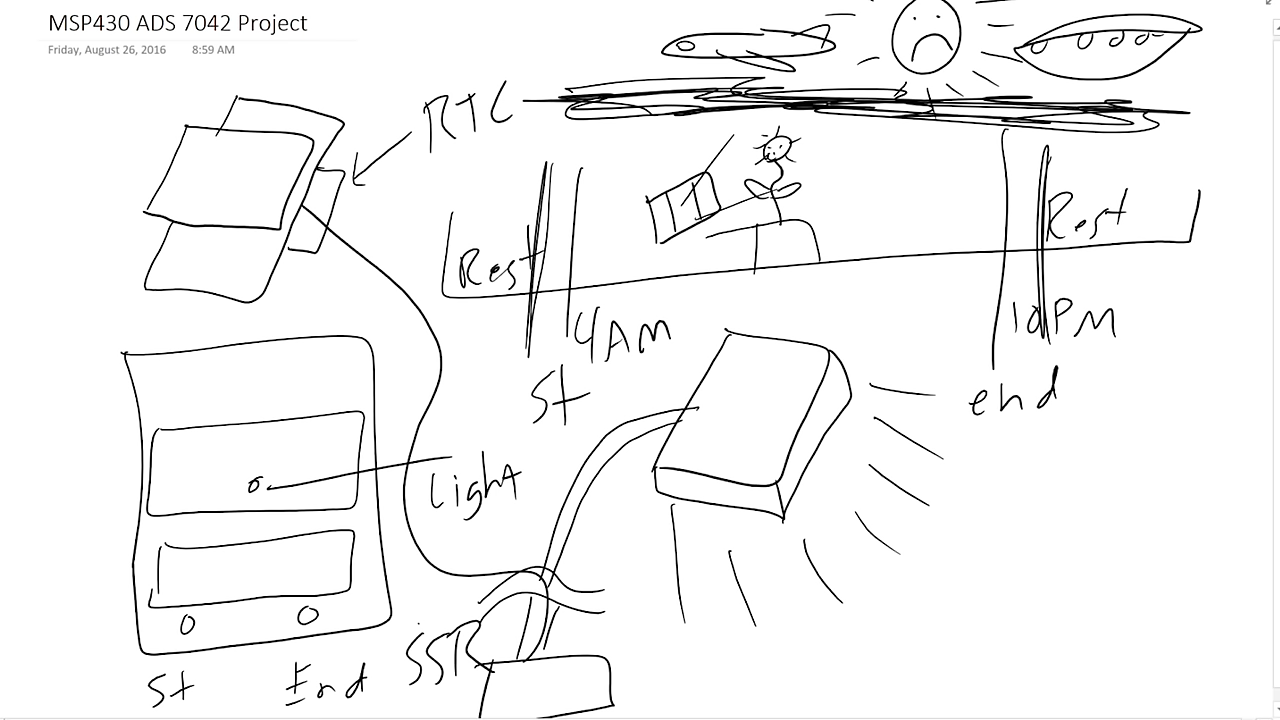 MSP430 ADS 7042 Project
Friday, August 26, 2016 8:59 AM
RTC
Rest
Rest
4AM
10PM
St
end
Light
SSR
St
End